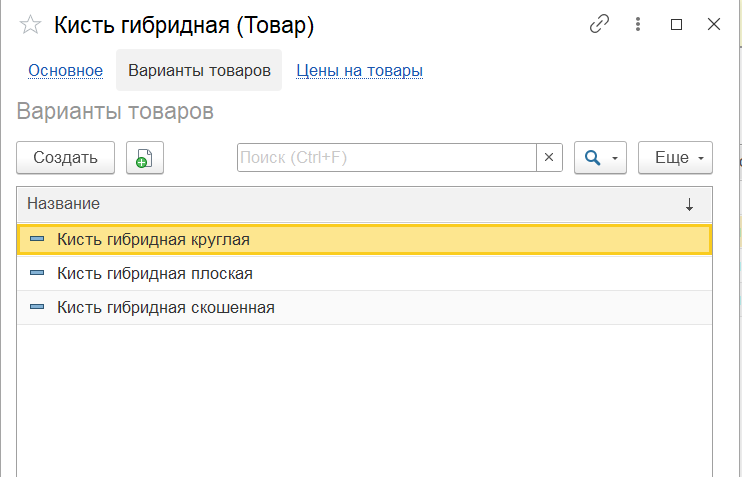 Кисть гибридная (Товар)
Основное Варианты товаров Цены на товары
Варианты товаров
Создать Поиск (Ctrl+F) Еще
Название
Кисть гибридная круглая
Кисть гибридная плоская
Кисть гибридная скошенная